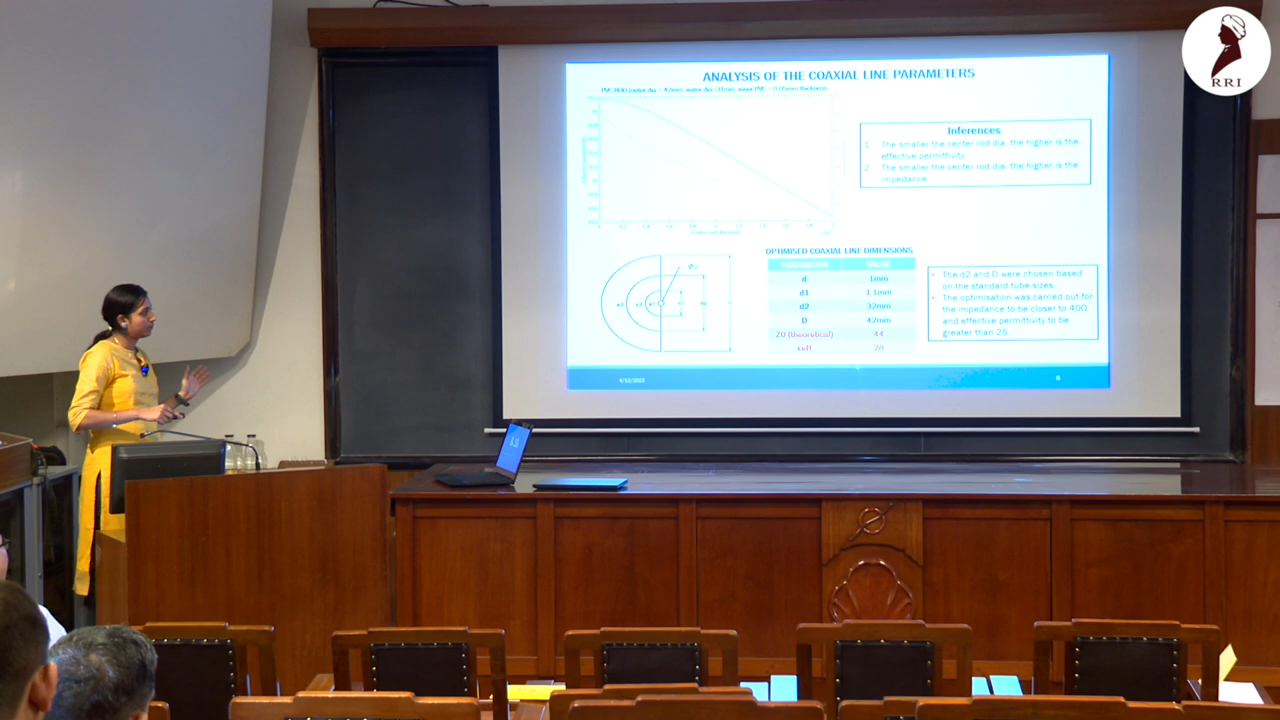 RRI
ANALYSIS OF THE COAXIAL LINE PARAMETERS
Inferences
1 The smaller the center rod dia. the higher is the
effective permittivity.
2 The smaller the center rod dia. the higher is the
impedance.
OPTIMISED COAXIAL LINE DIMENSIONS
PARAMETER VALUE
d 1mm
d1 1.1mm
d2 32mm
D 42mm
Z0 (theoretical) 44
εeff 26
• The d2 and D were chosen based
on the standard tube sizes.
• The optimisation was carried out for
the impedance to be closer to 40Ω
and effective permittivity to be
greater than 25.
8